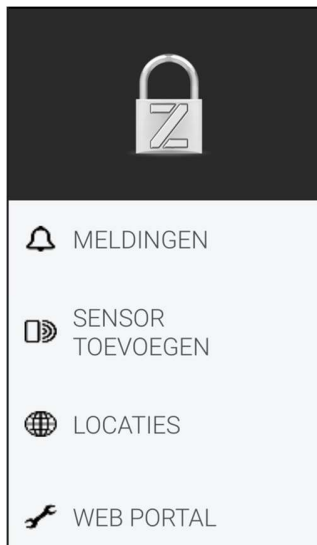 Z
MELDINGEN
SENSOR
TOEVOEGEN
LOCATIES
WEB PORTAL